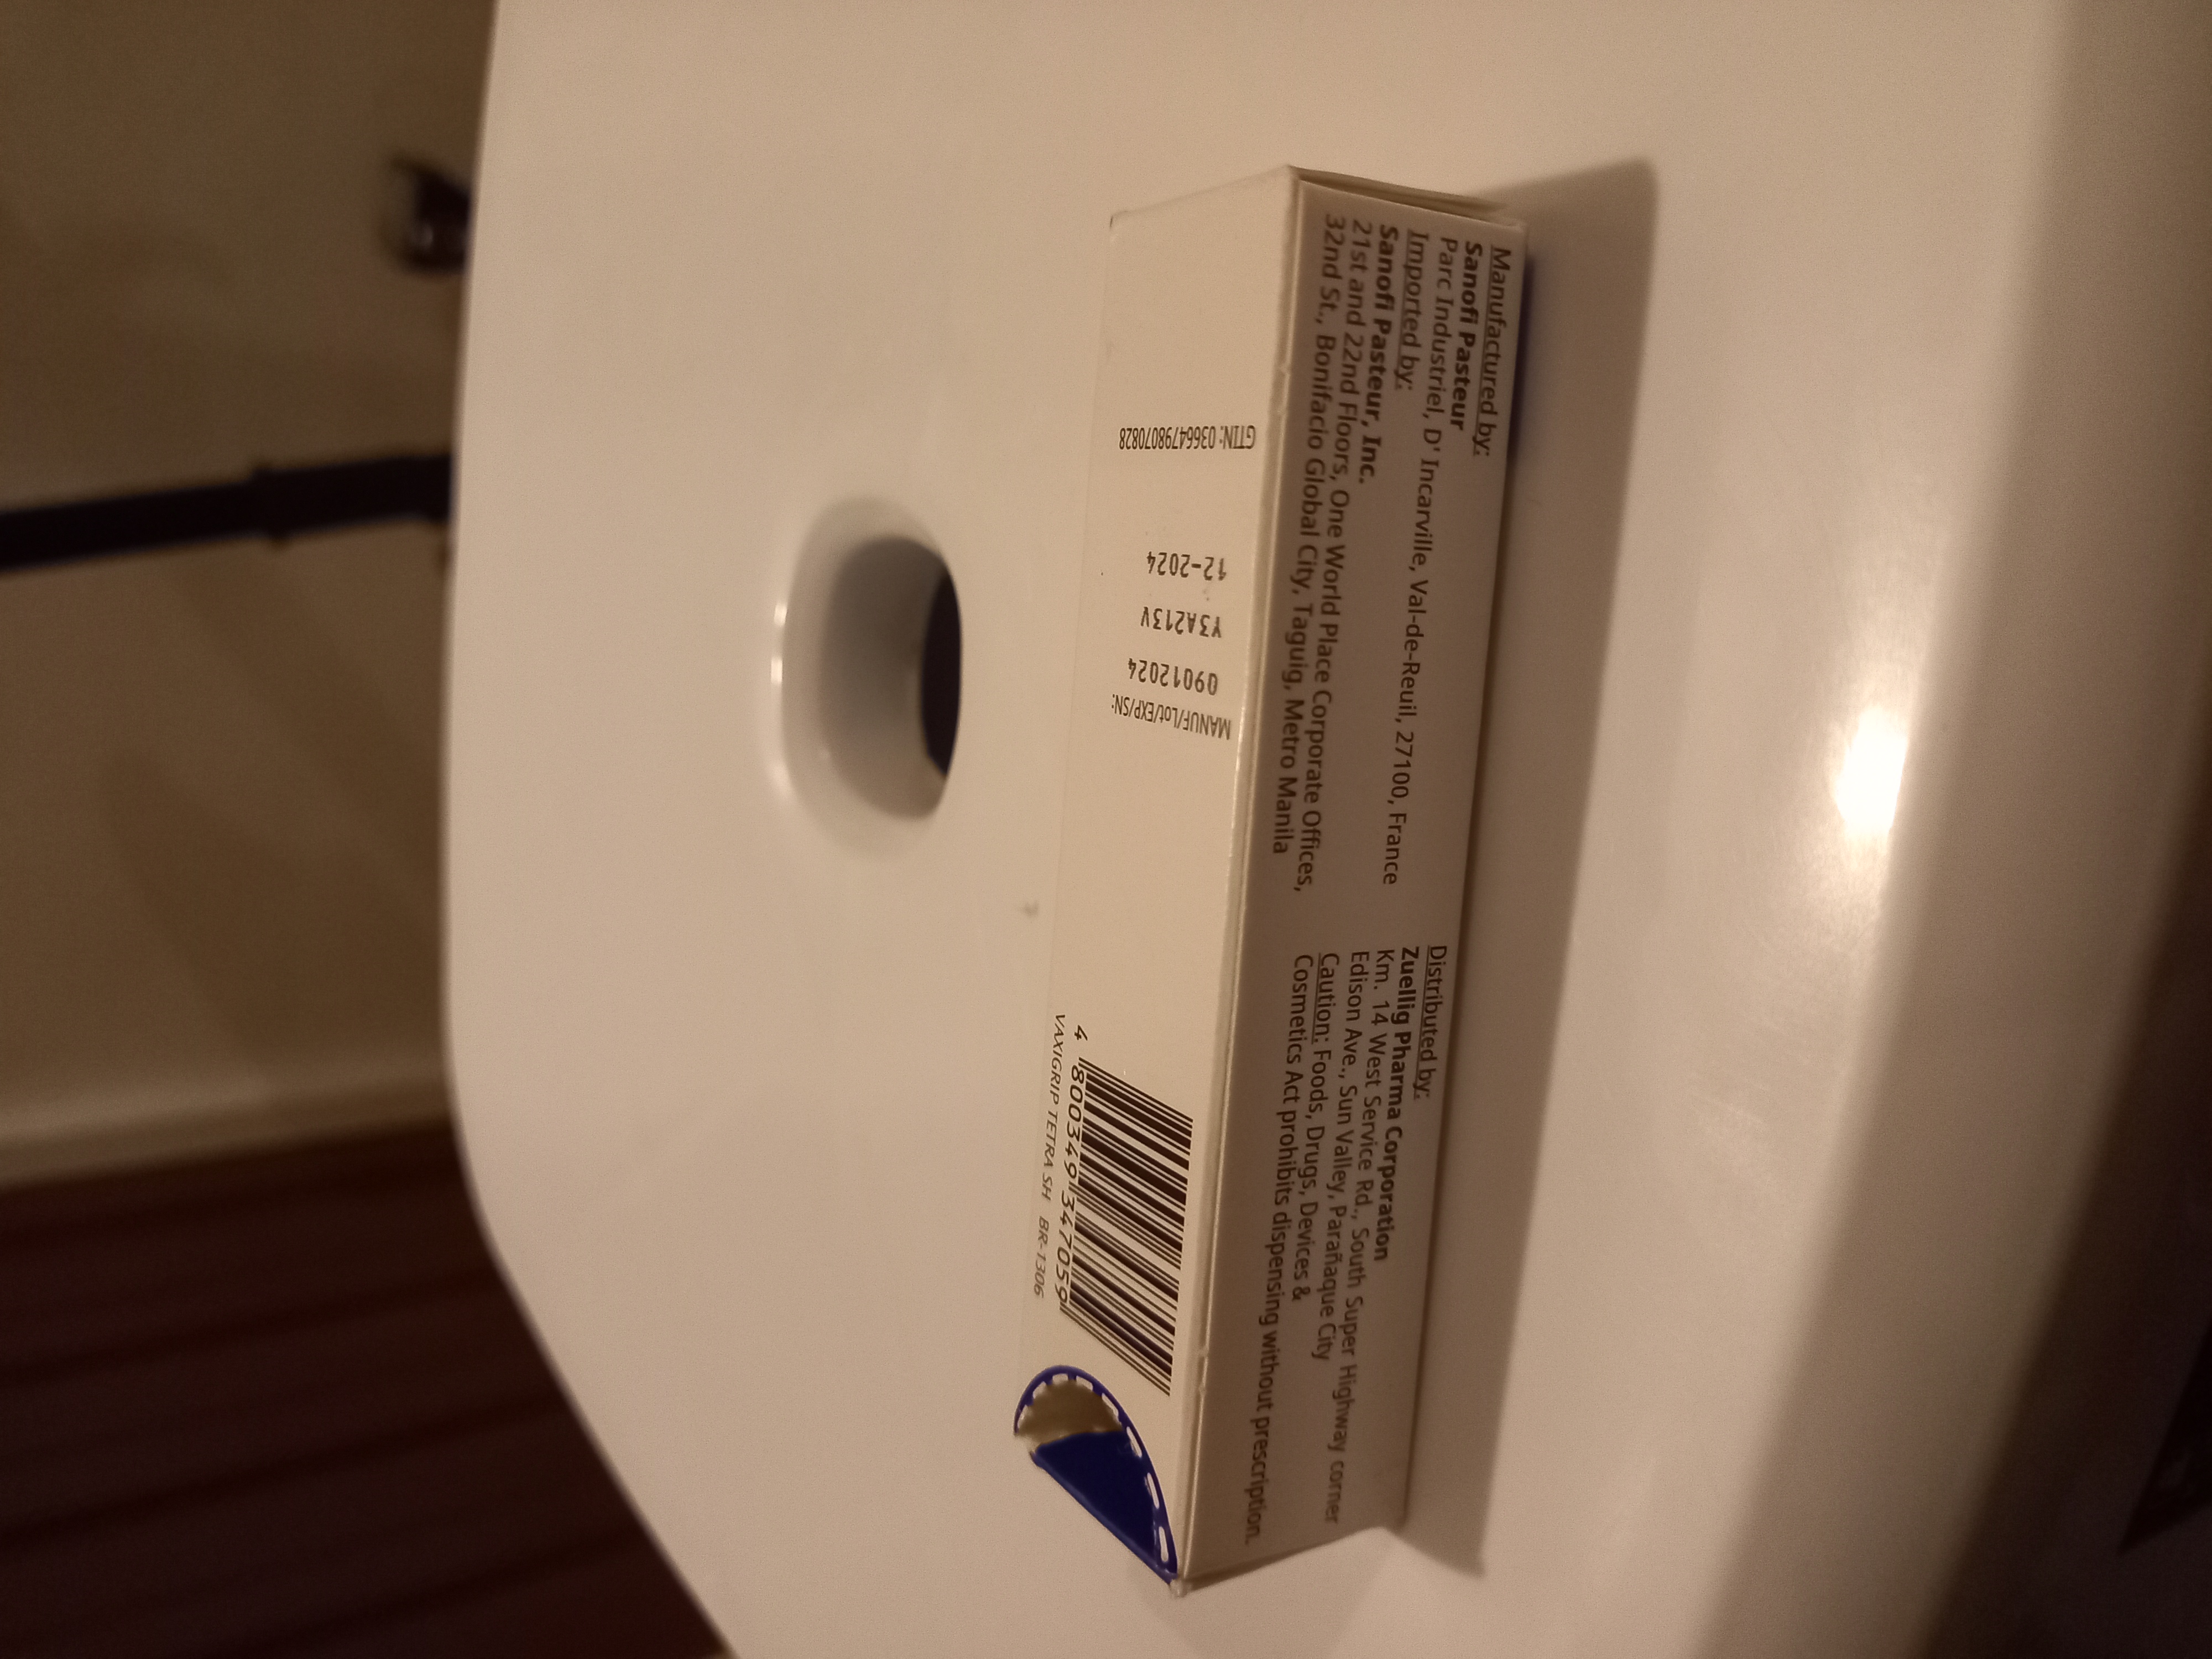 VAXIGRIP TETRA SH BR-1306
4 800349 347059
MANUF/Lot/EXP/SN:
09012024
Y3A213V
12-2024
GTIN: 03664798070828
Manufactured by:
Sanofi Pasteur
Parc Industriel, D' Incarville, Val-de-Reuil, 27100, France
Imported by:
Sanofi Pasteur, Inc.
21st and 22nd Floors, One World Place Corporate Offices,
32nd St., Bonifacio Global City, Taguig, Metro Manila
Distributed by:
Zuellig Pharma Corporation
Km. 14 West Service Rd., South Super Highway corner
Edison Ave., Sun Valley, Parañaque City
Caution: Foods, Drugs, Devices &
Cosmetics Act prohibits dispensing without prescription.